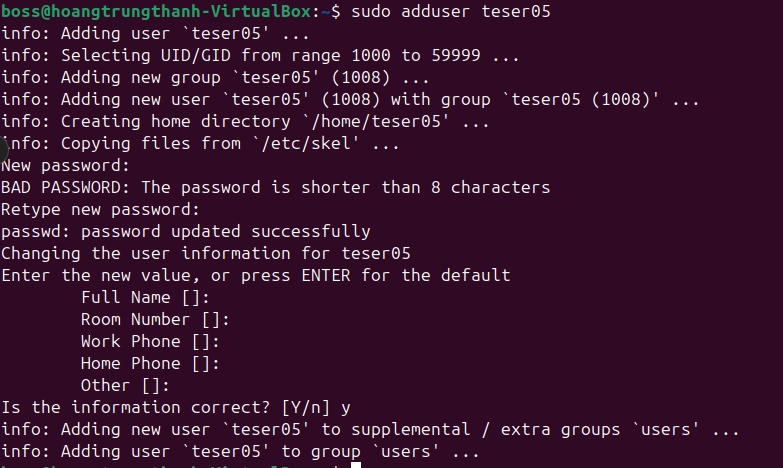 boss@hoangtrungthanh-VirtualBox:~$ sudo adduser teser05
info: Adding user `teser05' ...
info: Selecting UID/GID from range 1000 to 59999 ...
info: Adding new group `teser05' (1008) ...
info: Adding new user `teser05' (1008) with group `teser05 (1008)' ...
info: Creating home directory `/home/teser05' ...
info: Copying files from `/etc/skel' ...
New password:
BAD PASSWORD: The password is shorter than 8 characters
Retype new password:
passwd: password updated successfully
Changing the user information for teser05
Enter the new value, or press ENTER for the default
Full Name []:
Room Number []:
Work Phone []:
Home Phone []:
Other []:
Is the information correct? [Y/n] y
info: Adding new user `teser05' to supplemental / extra groups `users' ...
info: Adding user `teser05' to group `users' ...